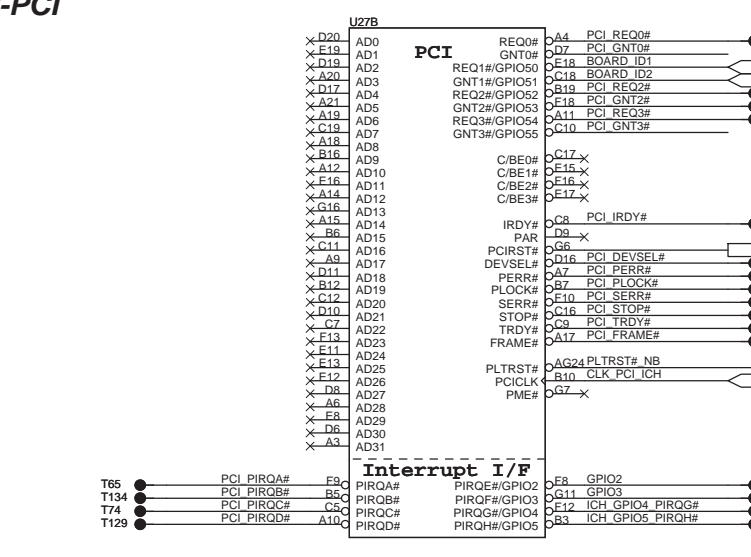 -PCI
U27B
PCI
D20 AD0
E19 AD1
D19 AD2
A20 AD3
D17 AD4
A21 AD5
A19 AD6
C19 AD7
A18 AD8
B16 AD9
A12 AD10
E16 AD11
A14 AD12
G16 AD13
A15 AD14
B6 AD15
C11 AD16
A9 AD17
D11 AD18
B12 AD19
C12 AD20
D10 AD21
C7 AD22
F13 AD23
E11 AD24
E13 AD25
E12 AD26
D8 AD27
A6 AD28
E8 AD29
D6 AD30
A3 AD31
REQ0# A4 PCI_REQ0#
GNT0# D7 PCI_GNT0#
REQ1#/GPIO50 E18 BOARD_ID1
GNT1#/GPIO51 C18 BOARD_ID2
REQ2#/GPIO52 B19 PCI_REQ2#
GNT2#/GPIO53 F18 PCI_GNT2#
REQ3#/GPIO54 A11 PCI_REQ3#
GNT3#/GPIO55 C10 PCI_GNT3#
C/BE0# C17
C/BE1# E15
C/BE2# F16
C/BE3# E17
IRDY# C8 PCI_IRDY#
PAR D9
PCIRST# G6
DEVSEL# D16 PCI_DEVSEL#
PERR# A7 PCI_PERR#
PLOCK# B7 PCI_PLOCK#
SERR# F10 PCI_SERR#
STOP# C16 PCI_STOP#
TRDY# C9 PCI_TRDY#
FRAME# A17 PCI_FRAME#
PLTRST# AG24 PLTRST#_NB
PCICLK B10 CLK_PCI_ICH
PME# G7
Interrupt I/F
T65 PCI_PIRQA# F9 PIRQA#
T134 PCI_PIRQB# B5 PIRQB#
T74 PCI_PIRQC# C5 PIRQC#
T129 PCI_PIRQD# A10 PIRQD#
PIRQE#/GPIO2 F8 GPIO2
PIRQF#/GPIO3 G11 GPIO3
PIRQG#/GPIO4 F12 ICH_GPIO4_PIRQG#
PIRQH#/GPIO5 B3 ICH_GPIO5_PIRQH#